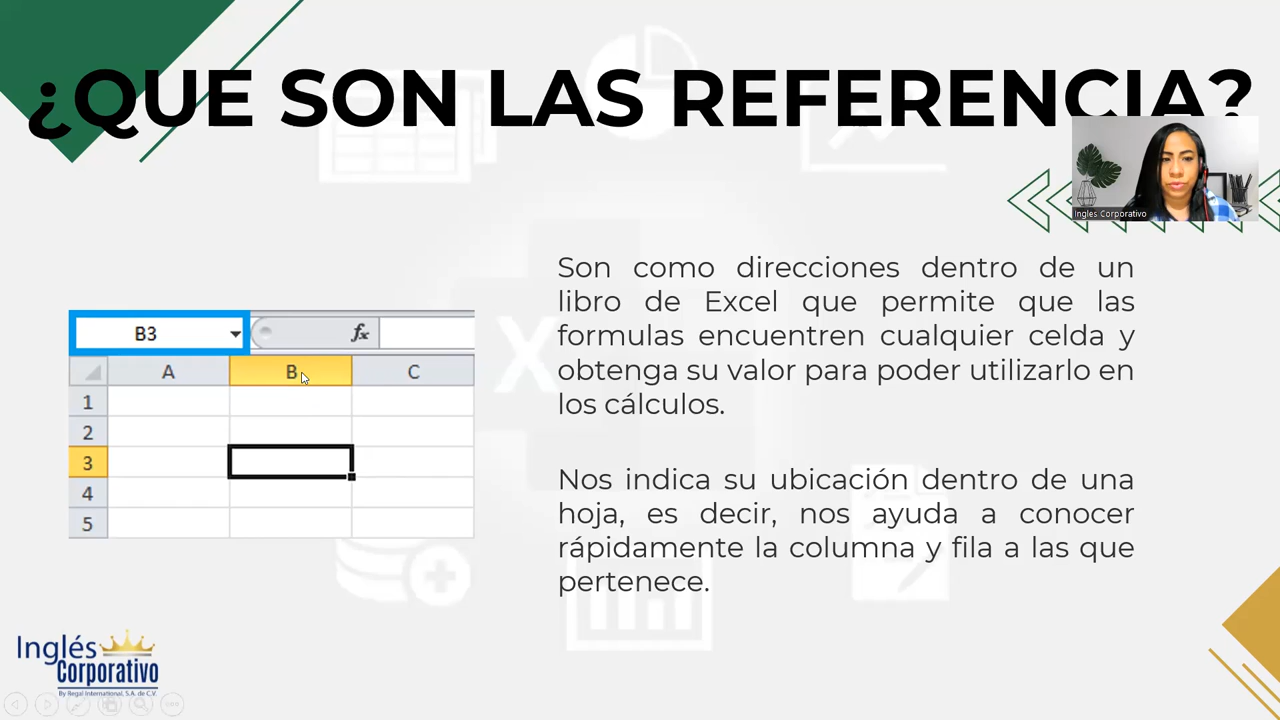 ¿QUE SON LAS REFERENCIA?
Ingles Corporativo
Son como direcciones dentro de un
libro de Excel que permite que las
formulas encuentren cualquier celda y
obtenga su valor para poder utilizarlo en
los cálculos.
B3
fx
A B C
1
2
3
4
5
Nos indica su ubicación dentro de una
hoja, es decir, nos ayuda a conocer
rápidamente la columna y fila a las que
pertenece.
Inglés
Corporativo
By Regal International, S.A. de C.V.
X